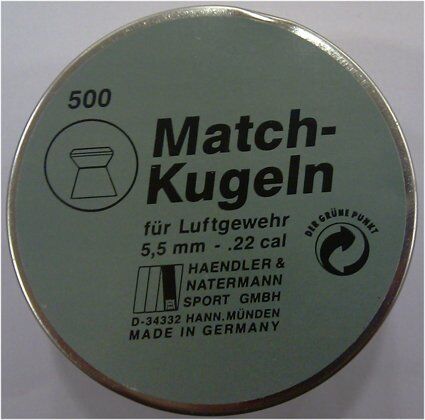 500
Match-
Kugeln
für Luftgewehr
5,5 mm - .22 cal
DER GRÜNE PUNKT
HAENDLER &
NATERMANN
SPORT GMBH
D-34332 HANN. MÜNDEN
MADE IN GERMANY